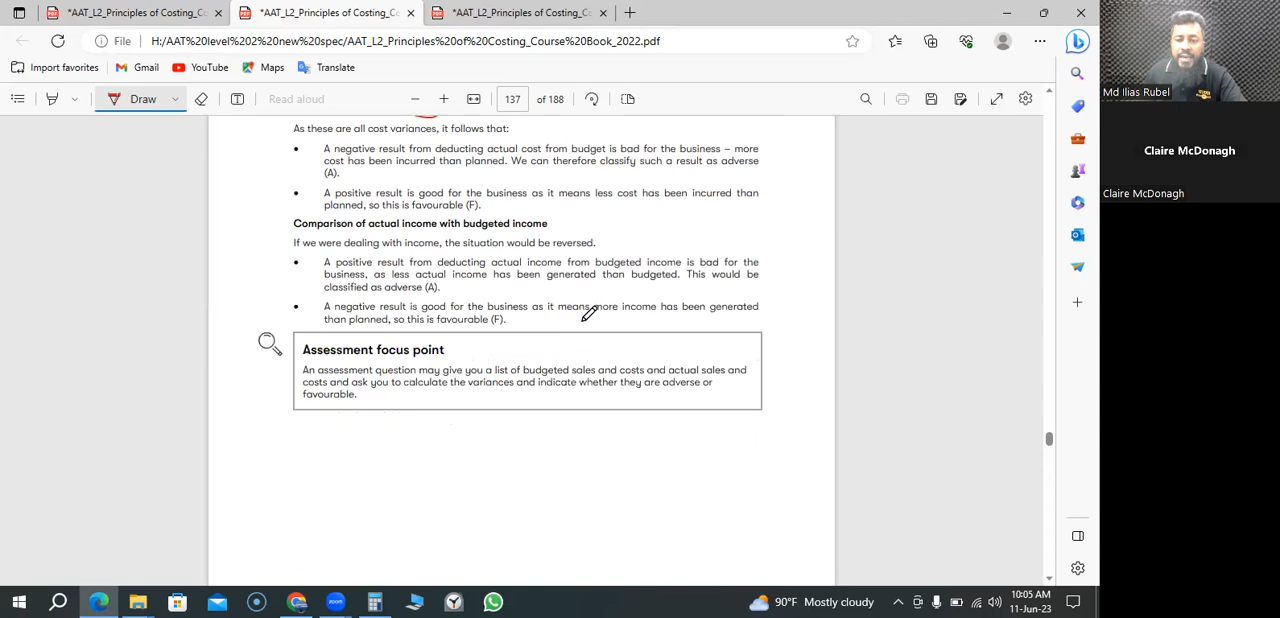 *AAT_L2_Principles of Costing_Co
*AAT_L2_Principles of Costing_Co
*AAT_L2_Principles of Costing_Co
File
H:/AAT%20level%202%20new%20spec/AAT_L2_Principles%20of%20Costing_Course%20Book_2022.pdf
Import favorites
Gmail
YouTube
Maps
Translate
Draw
Read aloud
137 of 188
As these are all cost variances, it follows that:
• A negative result from deducting actual cost from budget is bad for the business – more
cost has been incurred than planned. We can therefore classify such a result as adverse
(A).
• A positive result is good for the business as it means less cost has been incurred than
planned, so this is favourable (F).
Comparison of actual income with budgeted income
If we were dealing with income, the situation would be reversed.
• A positive result from deducting actual income from budgeted income is bad for the
business, as less actual income has been generated than budgeted. This would be
classified as adverse (A).
• A negative result is good for the business as it means more income has been generated
than planned, so this is favourable (F).
Assessment focus point
An assessment question may give you a list of budgeted sales and costs and actual sales and
costs and ask you to calculate the variances and indicate whether they are adverse or
favourable.
Md Ilias Rubel
Claire McDonagh
Claire McDonagh
90°F Mostly cloudy
10:05 AM
11-Jun-23
zoom